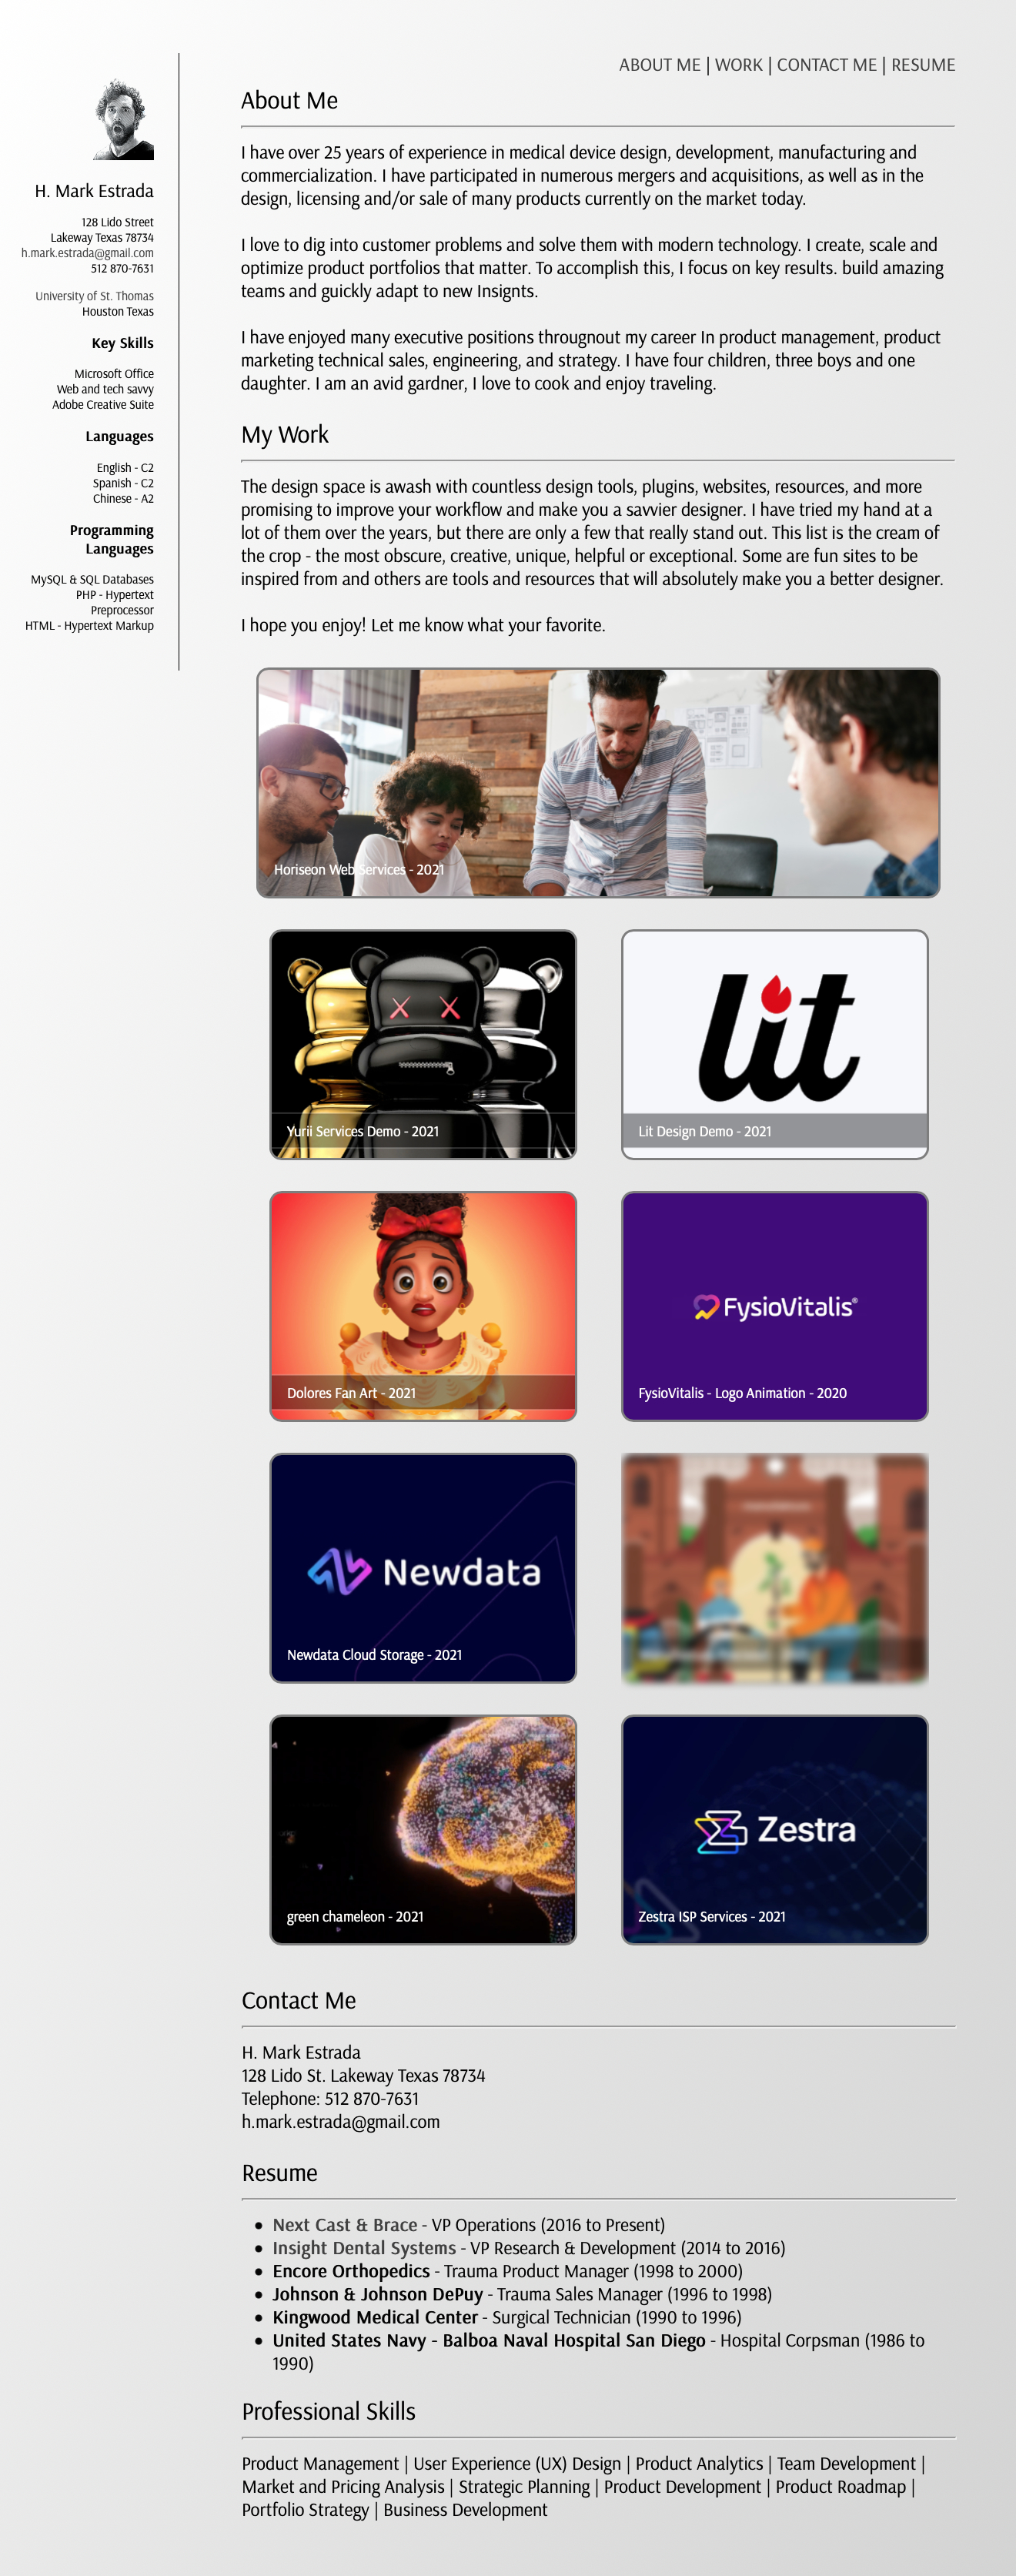 ABOUT ME | WORK | CONTACT ME | RESUME
H. Mark Estrada
128 Lido Street
Lakeway Texas 78734
h.mark.estrada@gmail.com
512 870-7631
University of St. Thomas
Houston Texas
Key Skills
Microsoft Office
Web and tech savvy
Adobe Creative Suite
Languages
English - C2
Spanish - C2
Chinese - A2
Programming
Languages
MySQL & SQL Databases
PHP - Hypertext
Preprocessor
HTML - Hypertext Markup
About Me
I have over 25 years of experience in medical device design, development, manufacturing and
commercialization. I have participated in numerous mergers and acquisitions, as well as in the
design, licensing and/or sale of many products currently on the market today.
I love to dig into customer problems and solve them with modern technology. I create, scale and
optimize product portfolios that matter. To accomplish this, I focus on key results. build amazing
teams and guickly adapt to new Insignts.
I have enjoyed many executive positions througnout my career In product management, product
marketing technical sales, engineering, and strategy. I have four children, three boys and one
daughter. I am an avid gardner, I love to cook and enjoy traveling.
My Work
The design space is awash with countless design tools, plugins, websites, resources, and more
promising to improve your workflow and make you a savvier designer. I have tried my hand at a
lot of them over the years, but there are only a few that really stand out. This list is the cream of
the crop - the most obscure, creative, unique, helpful or exceptional. Some are fun sites to be
inspired from and others are tools and resources that will absolutely make you a better designer.
I hope you enjoy! Let me know what your favorite.
Horiseon Web Services - 2021
Yurii Services Demo - 2021
lit
Lit Design Demo - 2021
Dolores Fan Art - 2021
FysioVitalis®
FysioVitalis - Logo Animation - 2020
Newdata
Newdata Cloud Storage - 2021
green chameleon - 2021
Zestra
Zestra ISP Services - 2021
Contact Me
H. Mark Estrada
128 Lido St. Lakeway Texas 78734
Telephone: 512 870-7631
h.mark.estrada@gmail.com
Resume
Next Cast & Brace - VP Operations (2016 to Present)
Insight Dental Systems - VP Research & Development (2014 to 2016)
Encore Orthopedics - Trauma Product Manager (1998 to 2000)
Johnson & Johnson DePuy - Trauma Sales Manager (1996 to 1998)
Kingwood Medical Center - Surgical Technician (1990 to 1996)
United States Navy - Balboa Naval Hospital San Diego - Hospital Corpsman (1986 to
1990)
Professional Skills
Product Management | User Experience (UX) Design | Product Analytics | Team Development |
Market and Pricing Analysis | Strategic Planning | Product Development | Product Roadmap |
Portfolio Strategy | Business Development